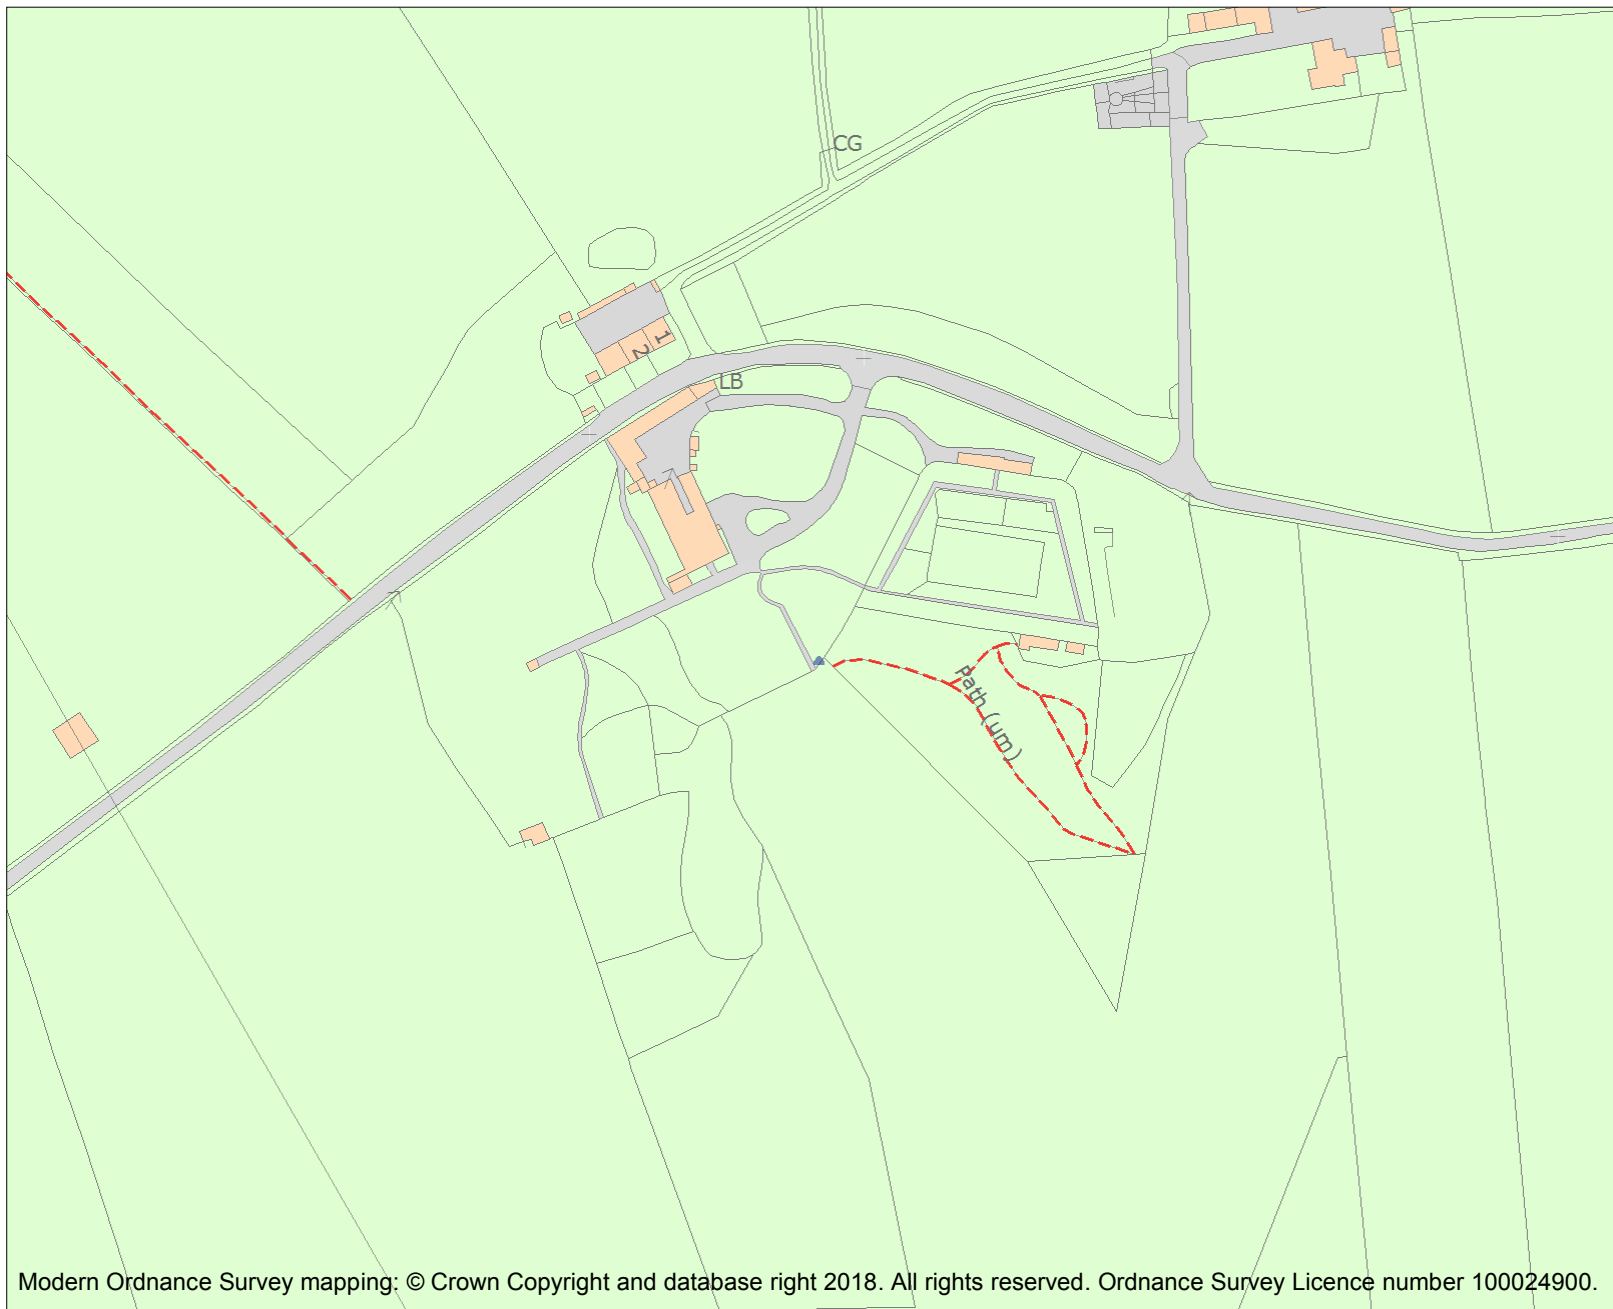 CG
1
2
LB
Path (um)
Modern Ordnance Survey mapping: © Crown Copyright and database right 2018. All rights reserved. Ordnance Survey Licence number 100024900.